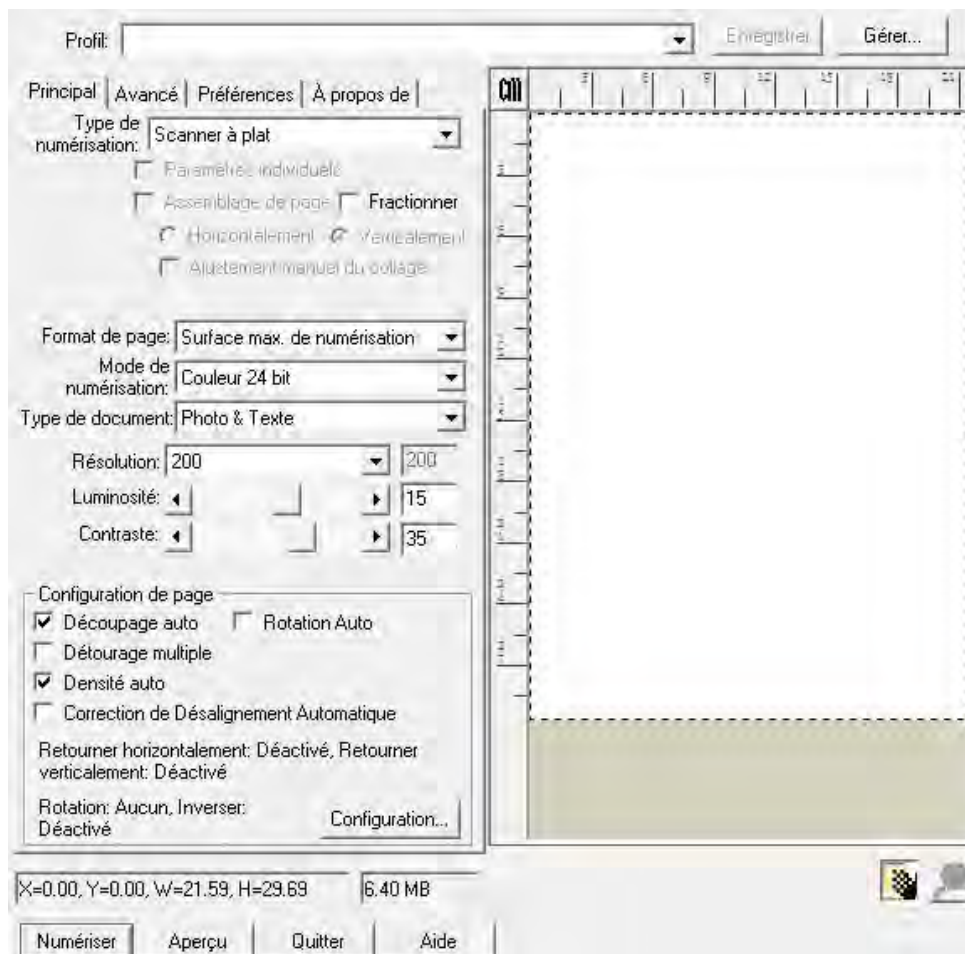 Profil:
Enregistrer
Gérer...
Principal
Avancé
Préférences
À propos de
Type de
numérisation:
Scanner à plat
Paramètres individuels
Assemblage de page
Fractionner
Horizontalement
Verticalement
Ajustement manuel du collage
Format de page:
Surface max. de numérisation
Mode de
numérisation:
Couleur 24 bit
Type de document:
Photo & Texte
Résolution:
200
200
Luminosité:
15
Contraste:
35
Configuration de page
Découpage auto
Rotation Auto
Détourage multiple
Densité auto
Correction de Désalignement Automatique
Retourner horizontalement: Déactivé, Retourner
verticalement: Déactivé
Rotation: Aucun, Inverser:
Déactivé
Configuration...
X=0.00, Y=0.00, W=21.59, H=29.69
6.40 MB
Numériser
Aperçu
Quitter
Aide